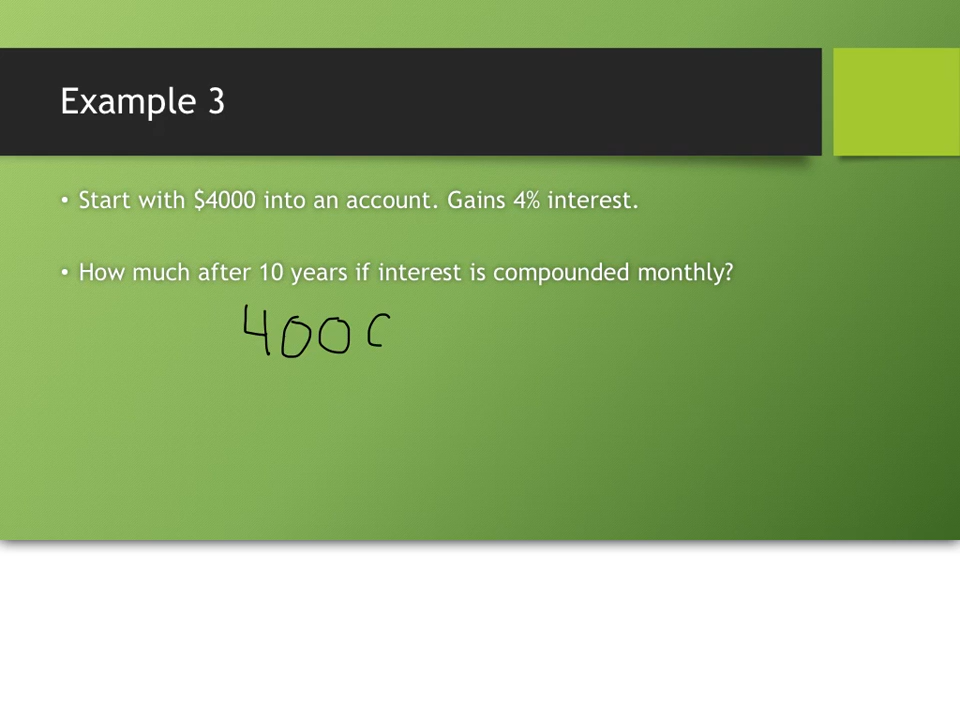 Example 3
• Start with $4000 into an account. Gains 4% interest.
• How much after 10 years if interest is compounded monthly?
400